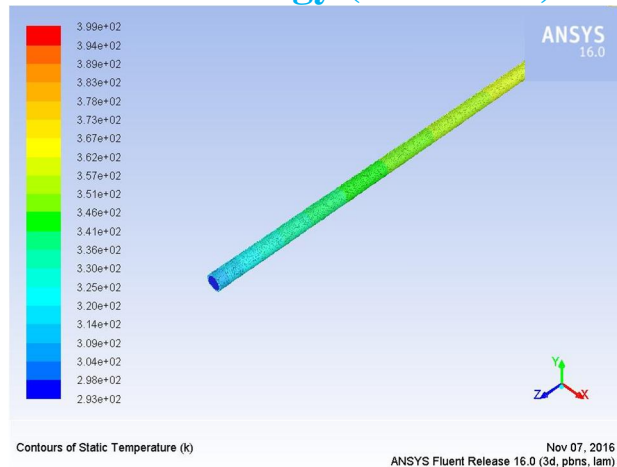 3.99e+02
3.94e+02
3.89e+02
3.83e+02
3.78e+02
3.73e+02
3.67e+02
3.62e+02
3.57e+02
3.51e+02
3.46e+02
3.41e+02
3.36e+02
3.30e+02
3.25e+02
3.20e+02
3.14e+02
3.09e+02
3.04e+02
2.98e+02
2.93e+02
ANSYS
16.0
Y
Z
X
Contours of Static Temperature (k)
Nov 07, 2016
ANSYS Fluent Release 16.0 (3d, pbns, lam)